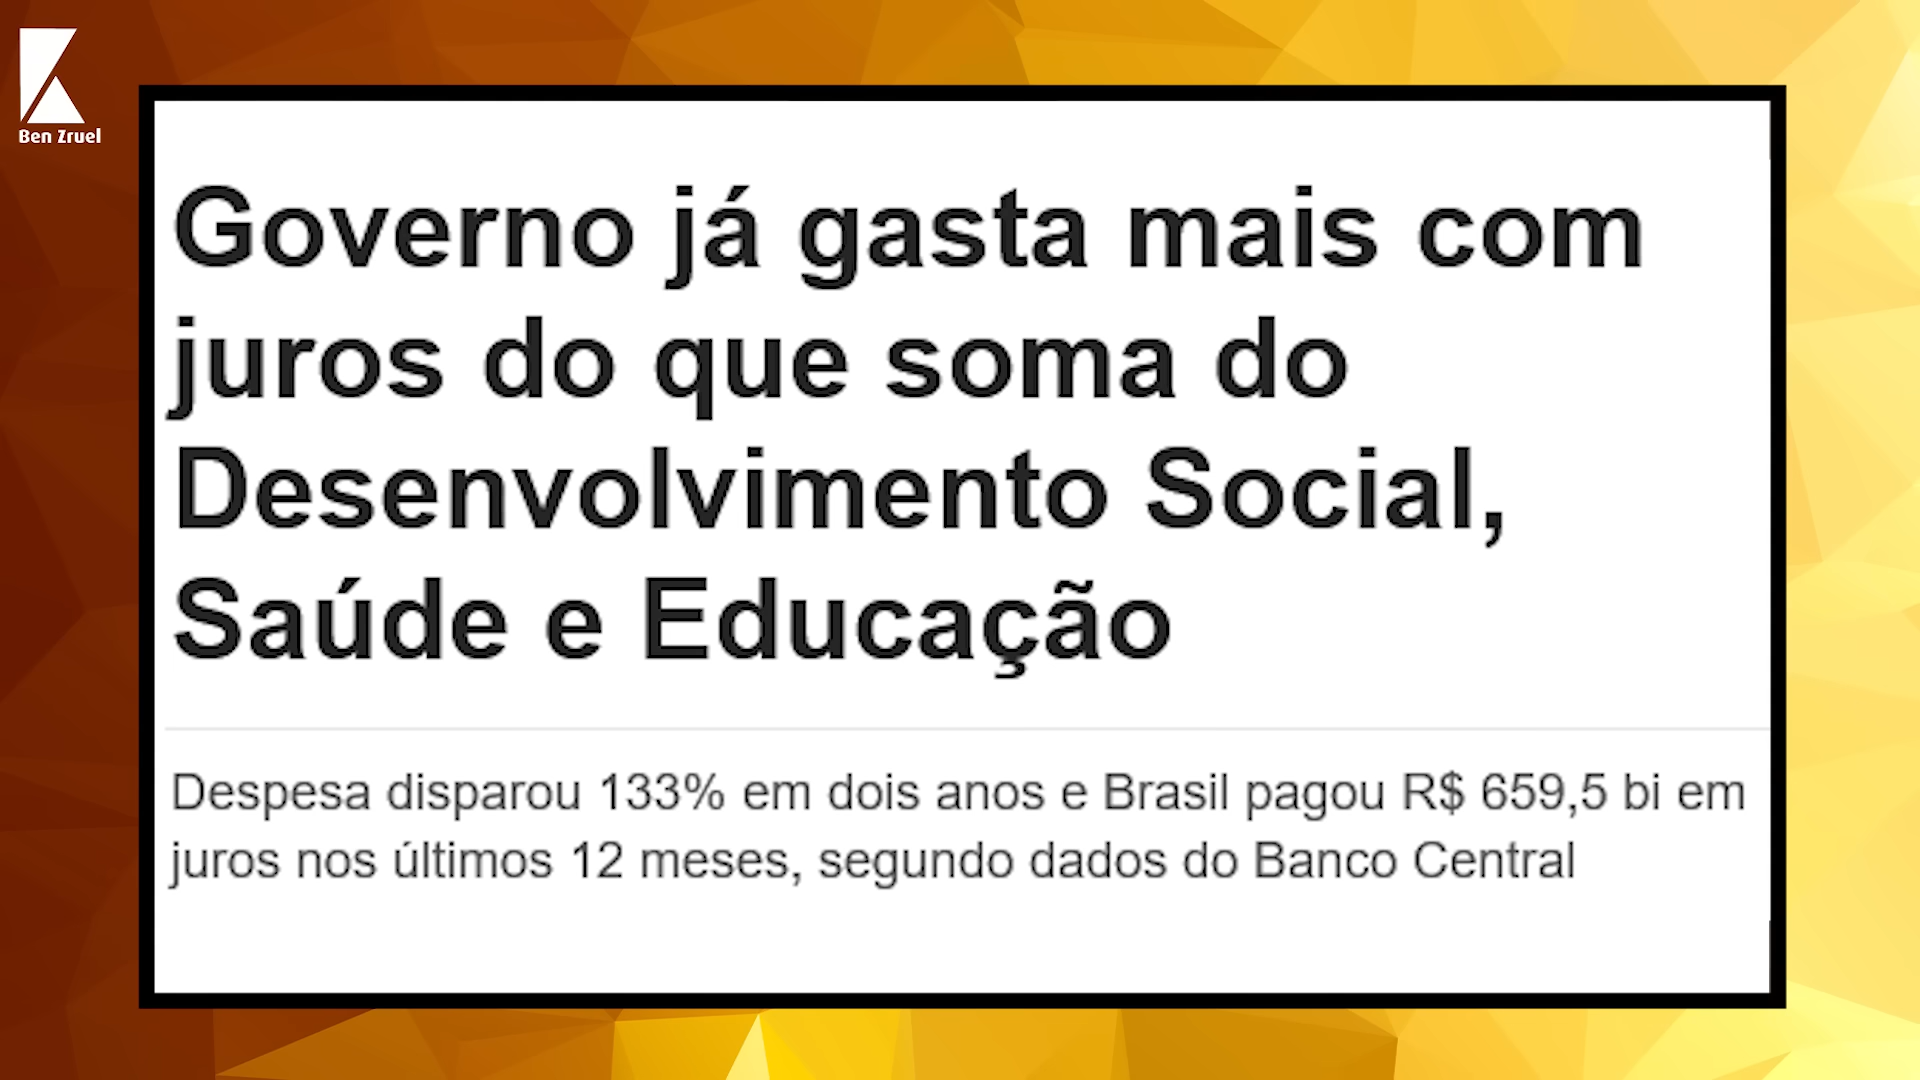 Ben Zruel
Governo já gasta mais com
juros do que soma do
Desenvolvimento Social,
Saúde e Educação
Despesa disparou 133% em dois anos e Brasil pagou R$ 659,5 bi em
juros nos últimos 12 meses, segundo dados do Banco Central